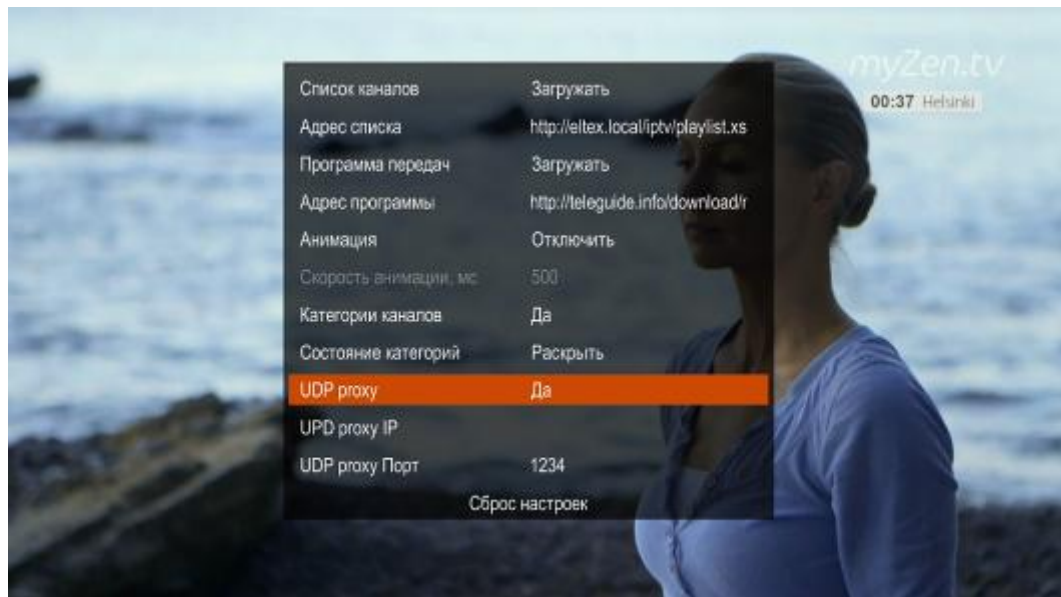 myZen.tv
00:37 Helsinki
Список каналов Загружать
Адрес списка http://eltex.local/iptv/playlist.xs
Программа передач Загружать
Адрес программы http://teleguide.info/download/r
Анимация Отключить
Скорость анимации, мс 500
Категории каналов Да
Состояние категорий Раскрыть
UDP proxy Да
UPD proxy IP
UDP proxy Порт 1234
Сброс настроек